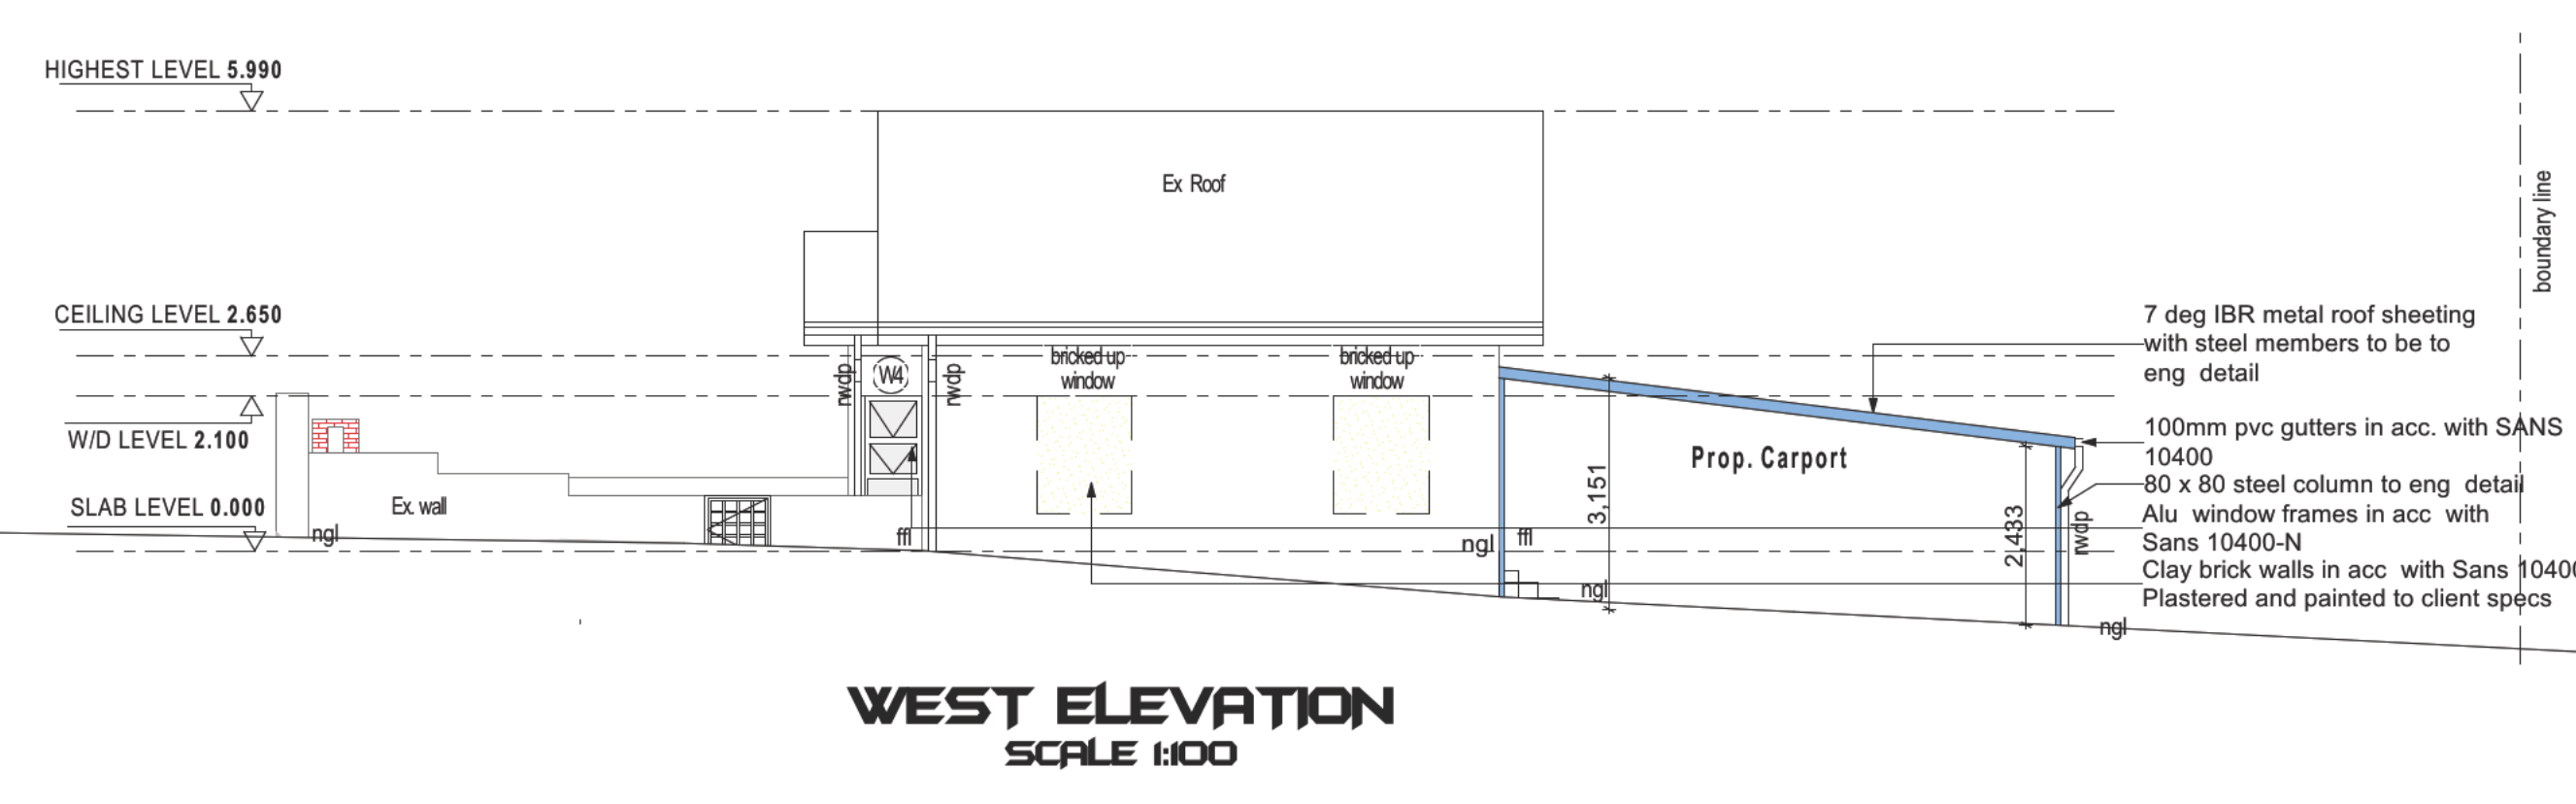 HIGHEST LEVEL 5.990
Ex Roof
boundary line
CEILING LEVEL 2.650
7 deg IBR metal roof sheeting
with steel members to be to
eng detail
bricked up
window
bricked up
window
W4
rwdp
rwdp
W/D LEVEL 2.100
100mm pvc gutters in acc. with SANS
10400
Prop. Carport
80 x 80 steel column to eng detail
SLAB LEVEL 0.000
Ex. wall
3,151
2,433
rwdp
Alu window frames in acc with
Sans 10400-N
ngl
ffl
ngl
ffl
Clay brick walls in acc with Sans 10400
Plastered and painted to client specs
ngl
ngl
WEST ELEVATION
SCALE 1:100